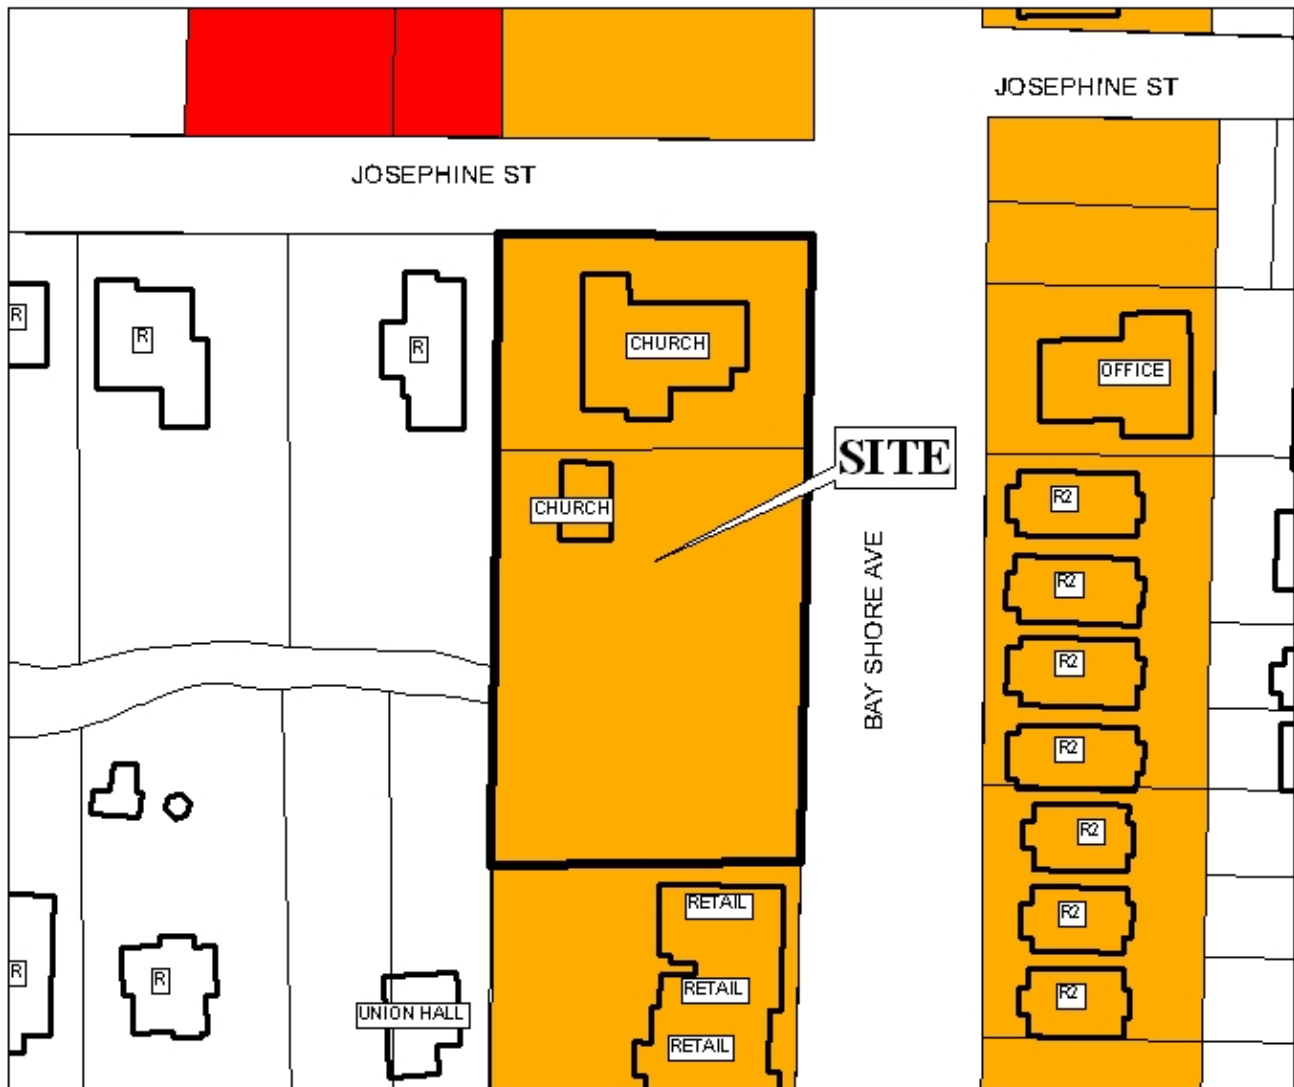 JOSEPHINE ST
JOSEPHINE ST
R
R
R
CHURCH
OFFICE
SITE
R2
CHURCH
BAY SHORE AVE
R2
R2
R2
R2
RETAIL
R2
R
R
RETAIL
R2
UNION HALL
RETAIL